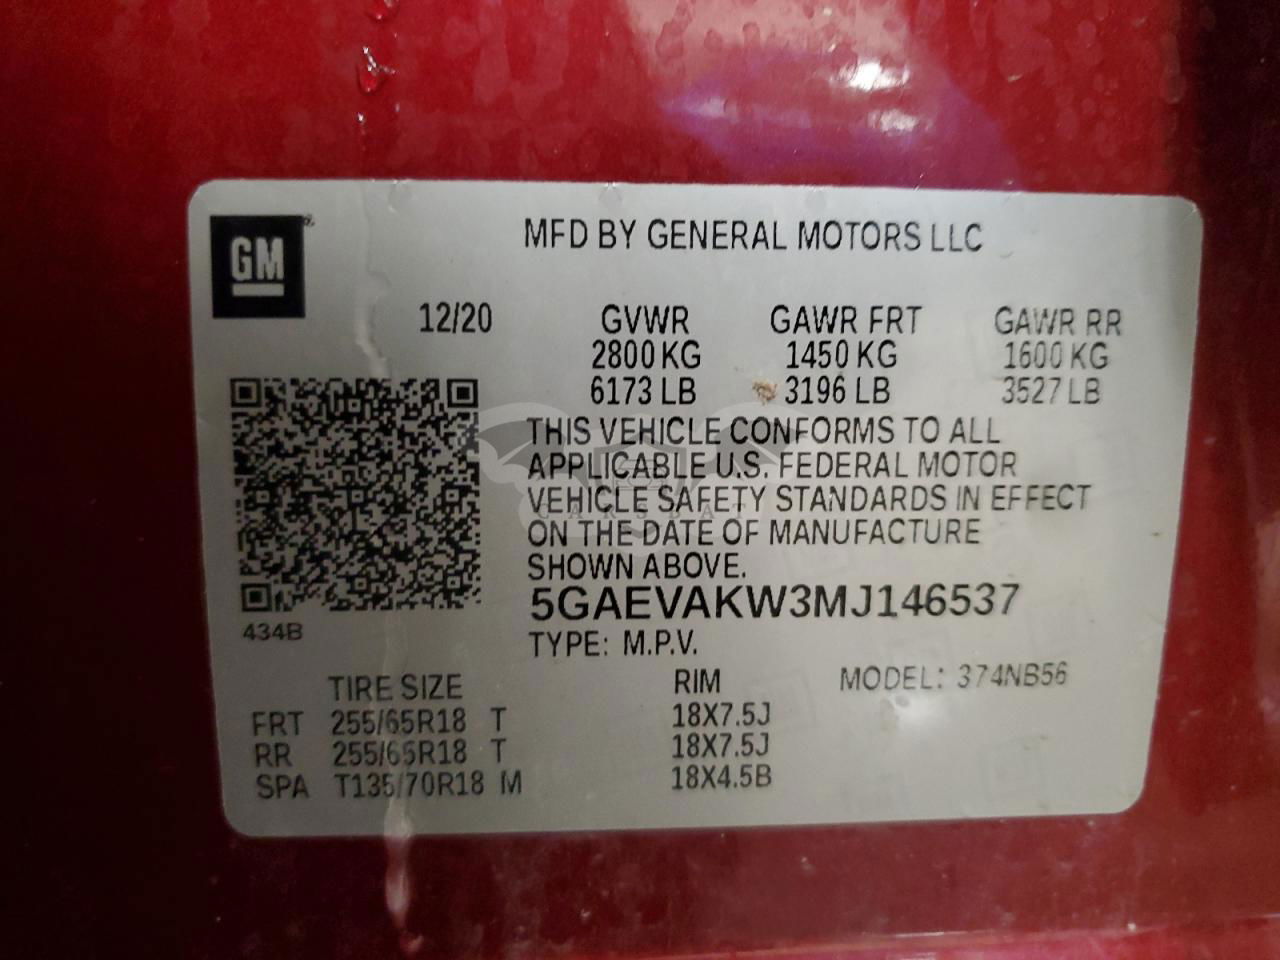 GM
MFD BY GENERAL MOTORS LLC
12/20 GVWR GAWR FRT GAWR RR
2800 KG 1450 KG 1600 KG
6173 LB 3196 LB 3527 LB
THIS VEHICLE CONFORMS TO ALL
APPLICABLE U.S. FEDERAL MOTOR
VEHICLE SAFETY STANDARDS IN EFFECT
CARSBAT
ON THE DATE OF MANUFACTURE
SHOWN ABOVE.
5GAEVAKW3MJ146537
434B
TYPE: M.P.V.
TIRE SIZE RIM MODEL: 374NB56
FRT 255/65R18 T 18X7.5J
RR 255/65R18 T 18X7.5J
SPA T135/70R18 M 18X4.5B